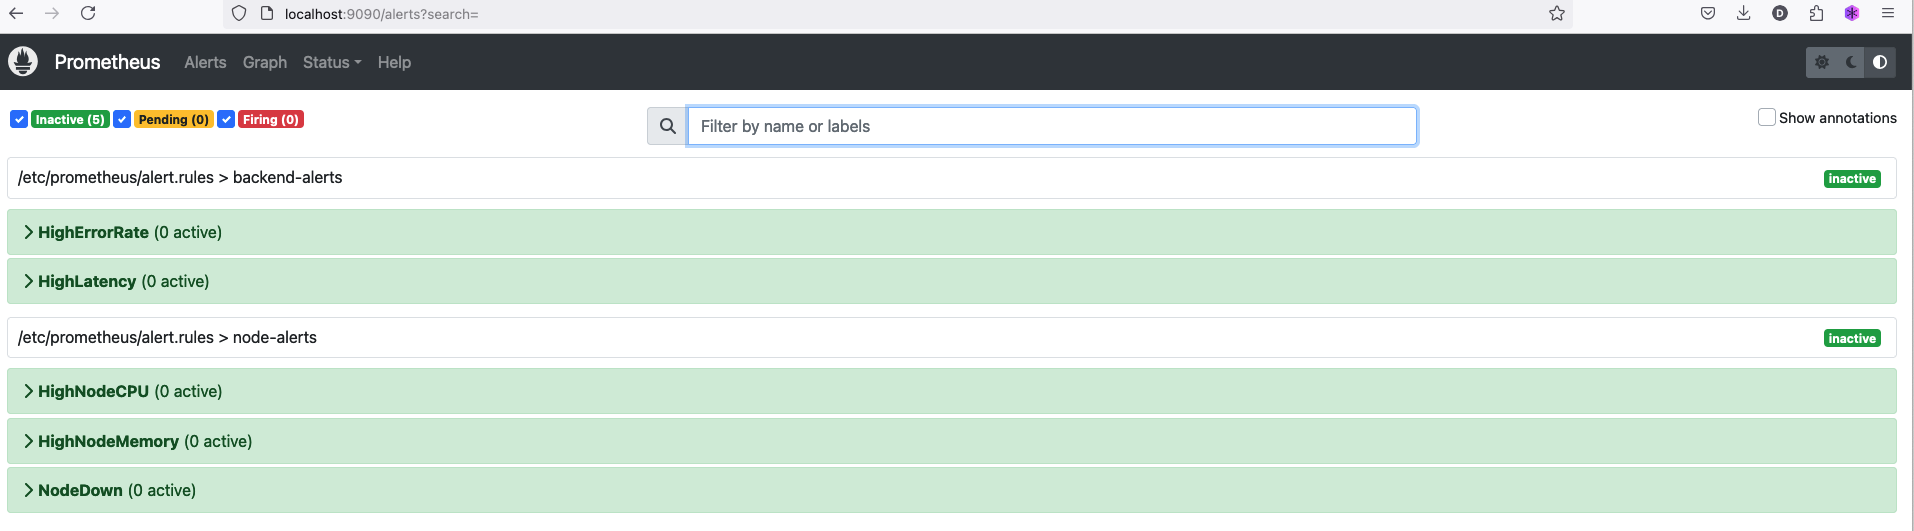 localhost:9090/alerts?search=
D
Prometheus Alerts Graph Status Help
Inactive (5) Pending (0) Firing (0)
Filter by name or labels
Show annotations
/etc/prometheus/alert.rules > backend-alerts inactive
HighErrorRate (0 active)
HighLatency (0 active)
/etc/prometheus/alert.rules > node-alerts inactive
HighNodeCPU (0 active)
HighNodeMemory (0 active)
NodeDown (0 active)